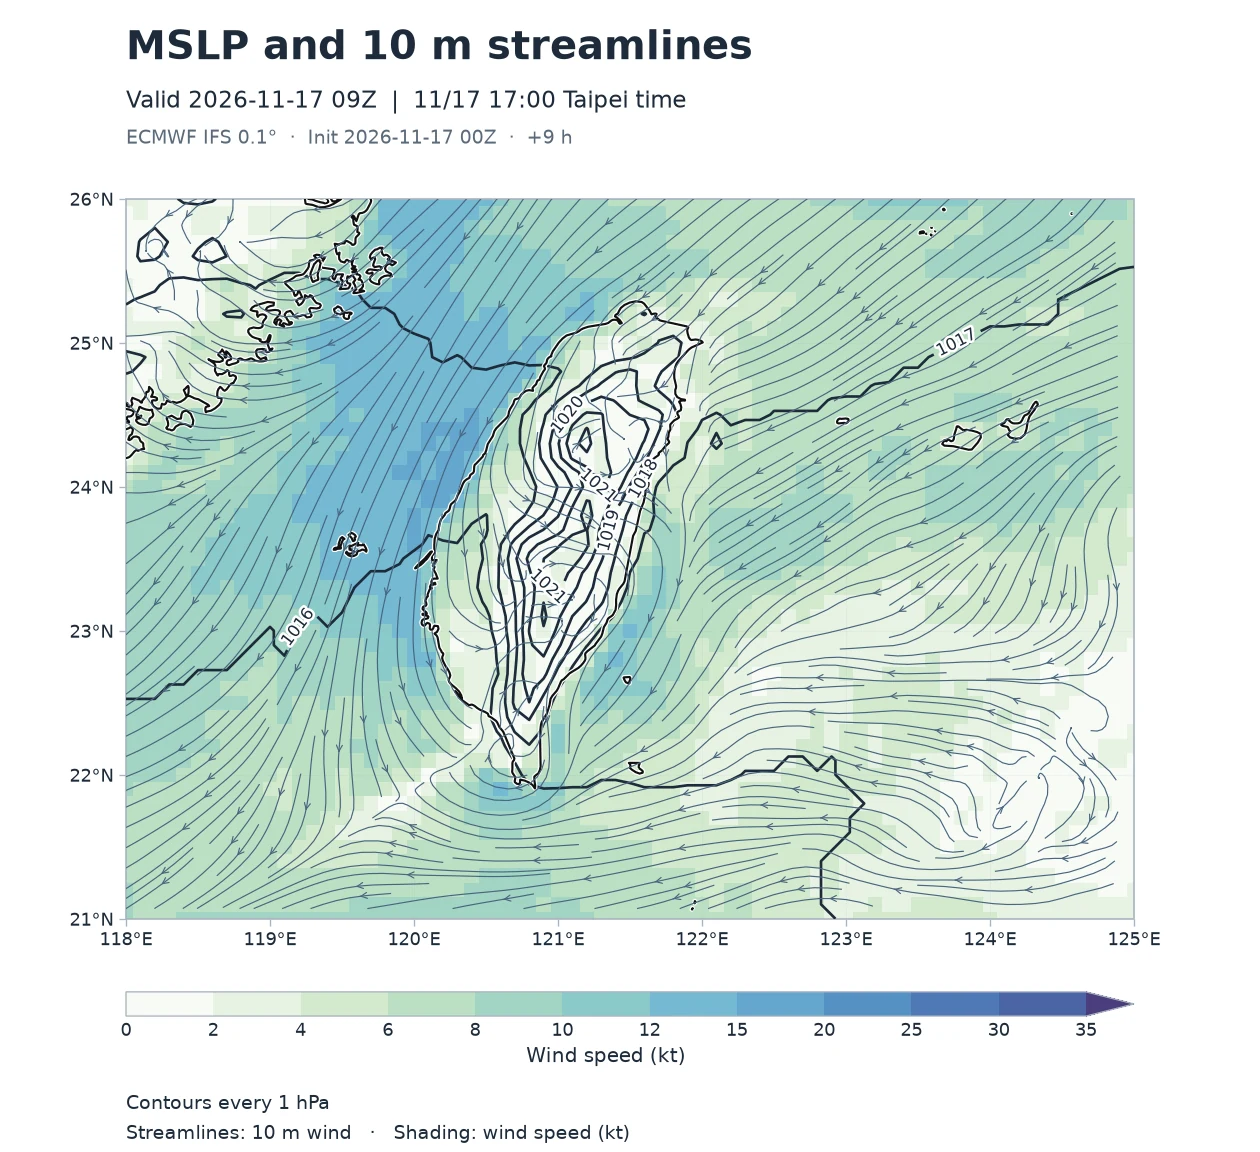 MSLP and 10 m streamlines
Valid 2026-11-17 09Z | 11/17 17:00 Taipei time
ECMWF IFS 0.1° · Init 2026-11-17 00Z · +9 h
26°N
25°N
24°N
23°N
22°N
21°N
1017
1020
1018
1021
1019
1021
1016
118°E 119°E 120°E 121°E 122°E 123°E 124°E 125°E
0 2 4 6 8 10 12 15 20 25 30 35
Wind speed (kt)
Contours every 1 hPa
Streamlines: 10 m wind · Shading: wind speed (kt)